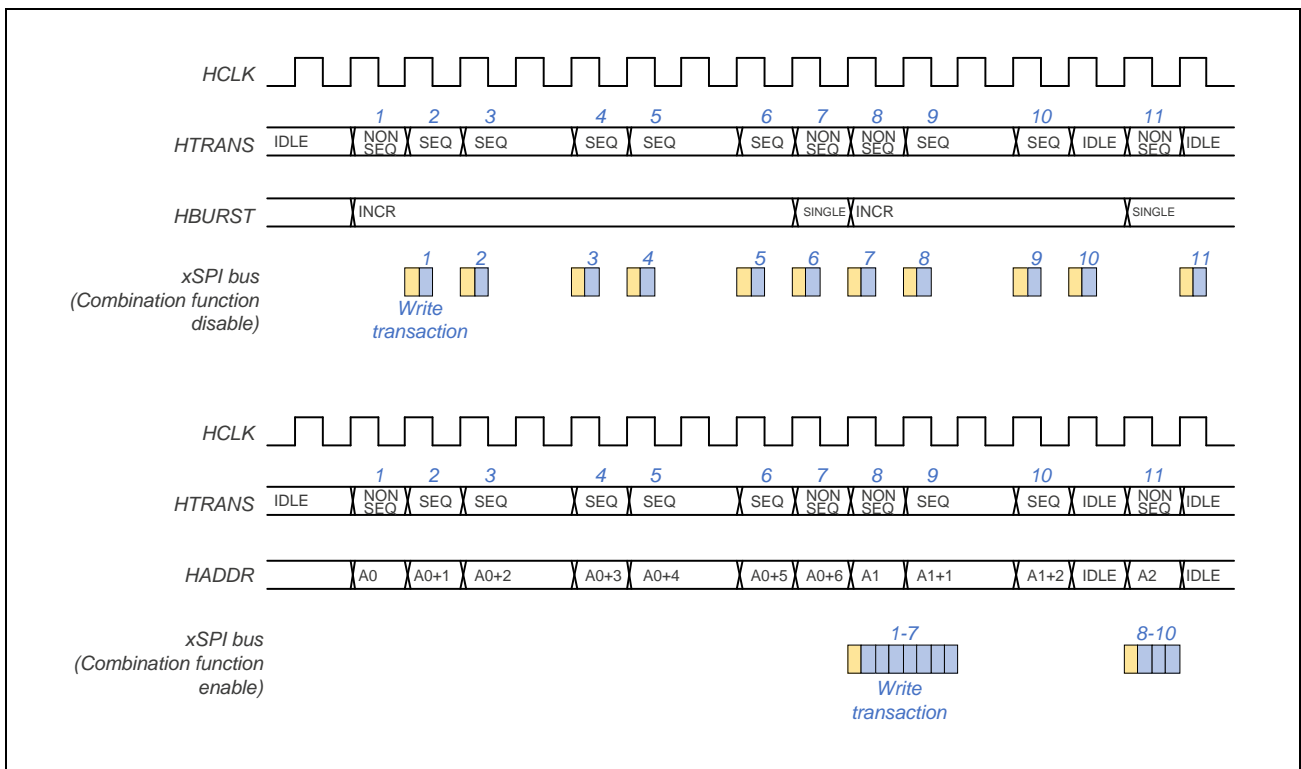 HCLK
1 2 3 4 5 6 7 8 9 10 11
HTRANS IDLE NON SEQ SEQ SEQ SEQ SEQ SEQ NON SEQ NON SEQ SEQ SEQ IDLE NON SEQ IDLE
HBURST INCR SINGLE INCR SINGLE
xSPI bus
(Combination function
disable)
1 2 3 4 5 6 7 8 9 10 11
Write
transaction
HCLK
1 2 3 4 5 6 7 8 9 10 11
HTRANS IDLE NON SEQ SEQ SEQ SEQ SEQ SEQ NON SEQ NON SEQ SEQ SEQ IDLE NON SEQ IDLE
HADDR A0 A0+1 A0+2 A0+3 A0+4 A0+5 A0+6 A1 A1+1 A1+2 IDLE A2 IDLE
xSPI bus
(Combination function
enable)
1-7 8-10
Write
transaction